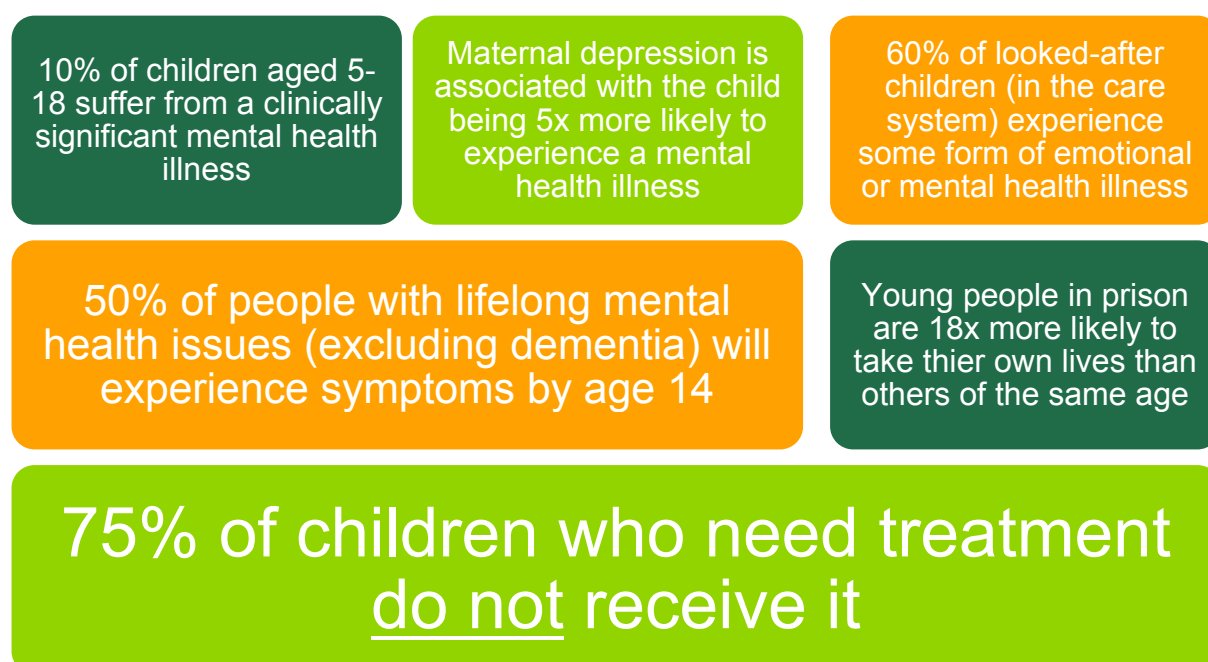 10% of children aged 5-
18 suffer from a clinically
significant mental health
illness
Maternal depression is
associated with the child
being 5x more likely to
experience a mental
health illness
60% of looked-after
children (in the care
system) experience
some form of emotional
or mental health illness
50% of people with lifelong mental
health issues (excluding dementia) will
experience symptoms by age 14
Young people in prison
are 18x more likely to
take thier own lives than
others of the same age
75% of children who need treatment
do not receive it